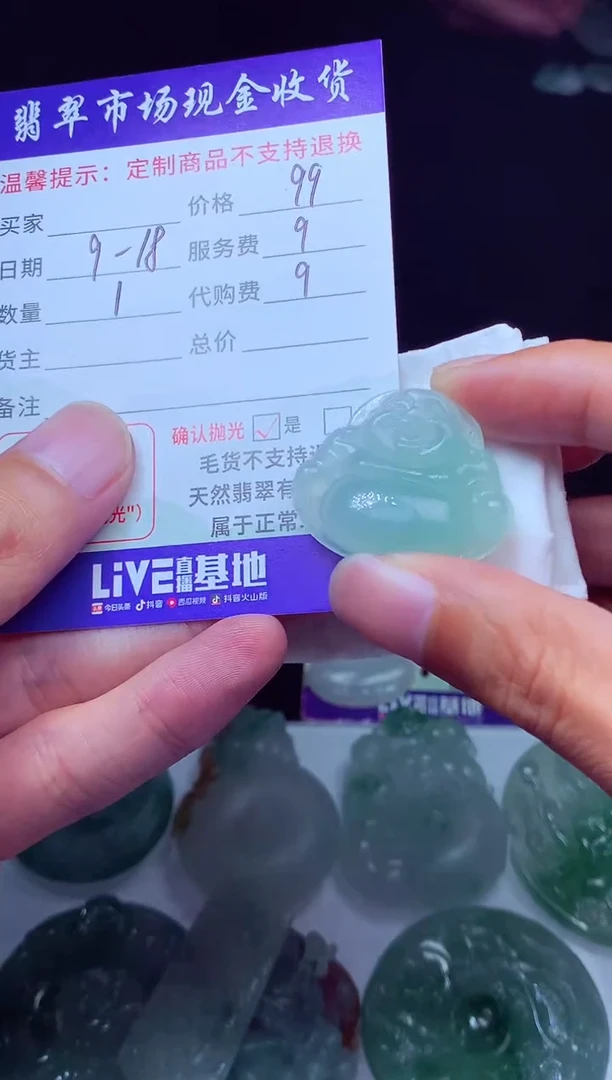 翡翠市场现金收货
温馨提示：定制商品不支持退换
买家
价格 99
日期 9-18
服务费 9
数量 1
代购费 9
货主
总价
备注
确认抛光 ☑ 是
毛货不支持
光")
天然翡翠有
属于正常
LiVE直播基地
今日头条 抖音 西瓜视频 抖音火山版